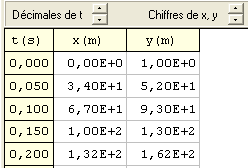 Décimales de t Chiffres de x, y
t (s) x (m) y (m)
0,000 0,00E+0 1,00E+0
0,050 3,40E+1 5,20E+1
0,100 6,70E+1 9,30E+1
0,150 1,00E+2 1,30E+2
0,200 1,32E+2 1,62E+2